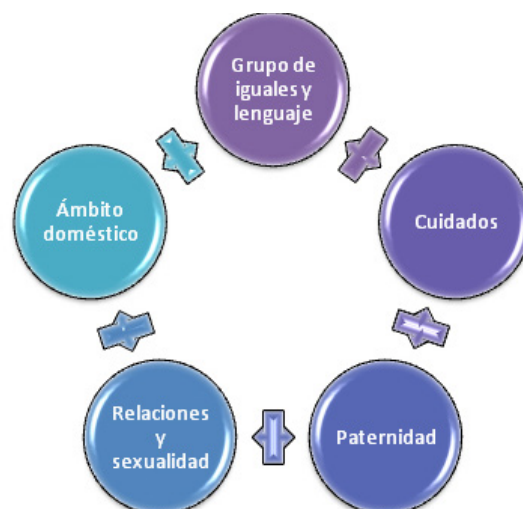 Grupo de
iguales y
lenguaje
Cuidados
Paternidad
Relaciones
y
sexualidad
Ámbito
doméstico